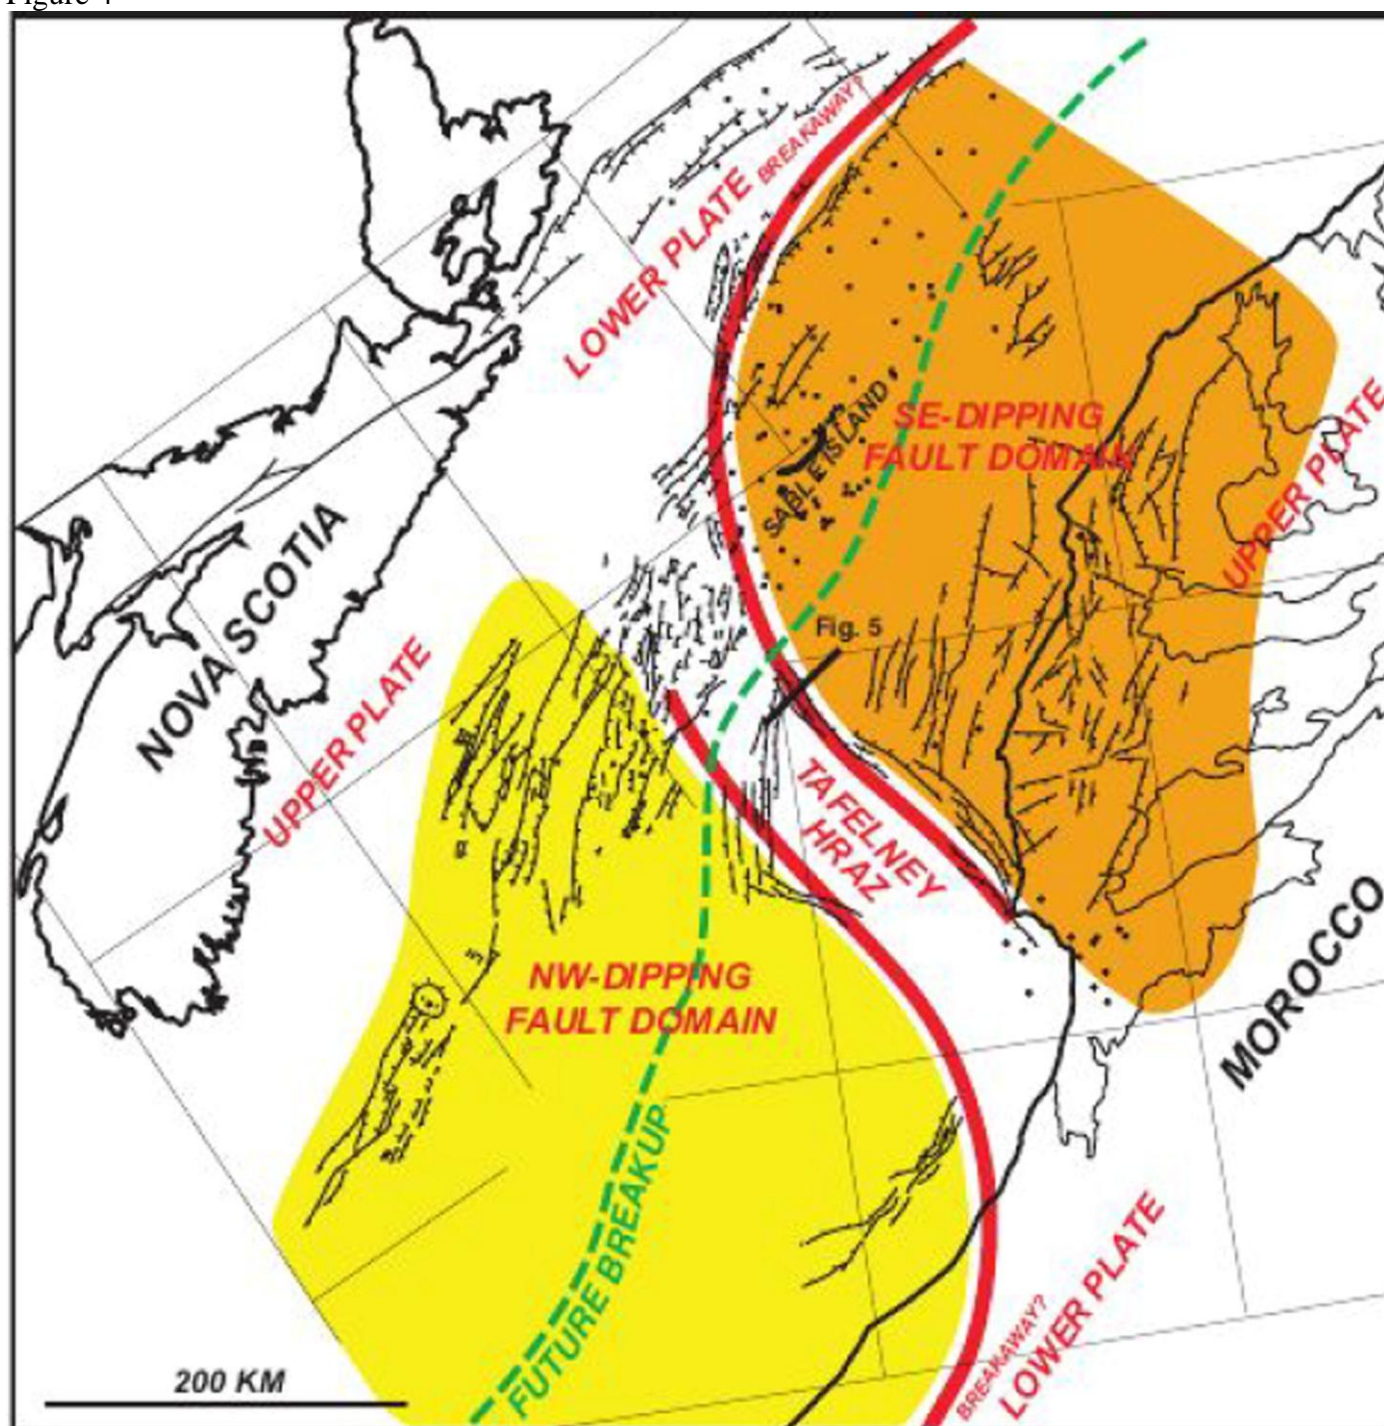 Figure 4
BREAKAWAY?
LOWER PLATE
SE-DIPPING
FAULT DOMAIN
SABLE ISLAND
UPPER PLATE
NOVA SCOTIA
Fig. 5
UPPER PLATE
TAFELNEY
HRAZ
MOROCCO
NW-DIPPING
FAULT DOMAIN
FUTURE BREAKUP
BREAKAWAY?
LOWER PLATE
200 KM